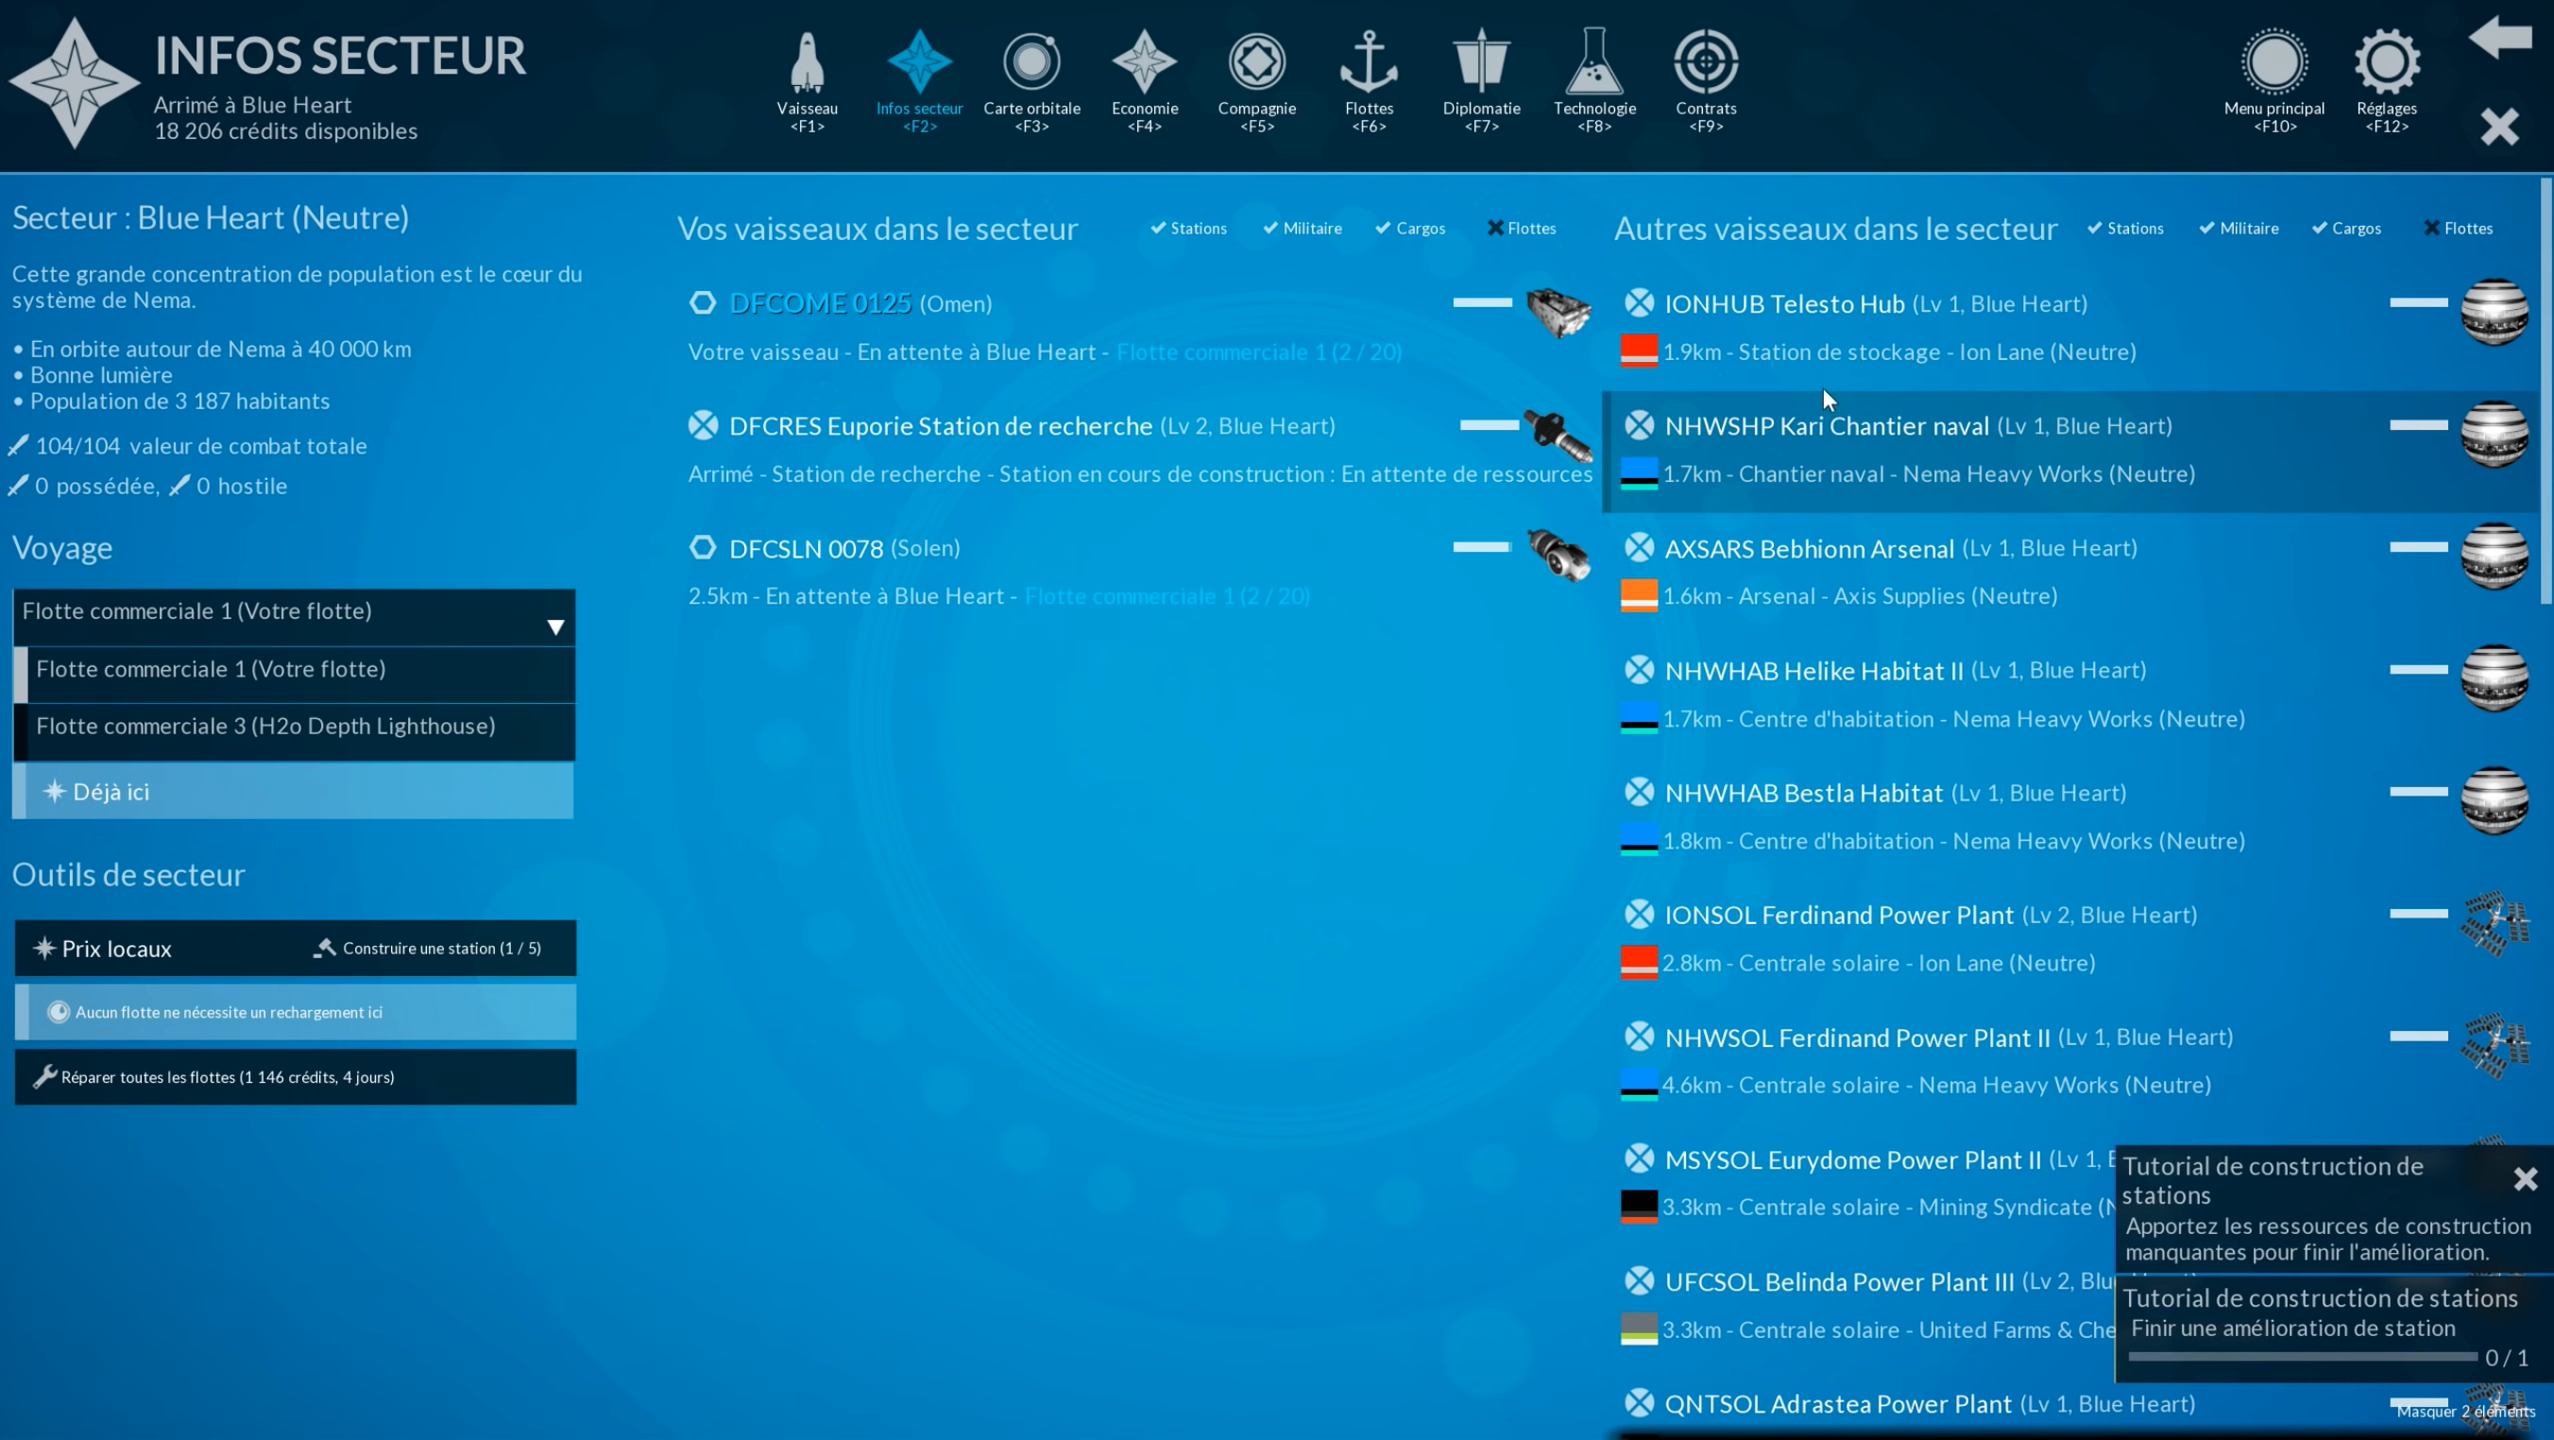 INFOS SECTEUR
Arrimé à Blue Heart
18 206 crédits disponibles
Vaisseau
<F1>
Infos secteur
<F2>
Carte orbitale
<F3>
Economie
<F4>
Compagnie
<F5>
Flottes
<F6>
Diplomatie
<F7>
Technologie
<F8>
Contrats
<F9>
Menu principal
<F10>
Réglages
<F12>
Secteur : Blue Heart (Neutre)
Cette grande concentration de population est le cœur du
système de Nema.
• En orbite autour de Nema à 40 000 km
• Bonne lumière
• Population de 3 187 habitants
104/104 valeur de combat totale
0 possédée, 0 hostile
Voyage
Flotte commerciale 1 (Votre flotte)
Flotte commerciale 1 (Votre flotte)
Flotte commerciale 3 (H2o Depth Lighthouse)
Déjà ici
Outils de secteur
Prix locaux
Construire une station (1 / 5)
Aucun flotte ne nécessite un rechargement ici
Réparer toutes les flottes (1 146 crédits, 4 jours)
Vos vaisseaux dans le secteur
Stations
Militaire
Cargos
Flottes
DFCOME 0125 (Omen)
Votre vaisseau - En attente à Blue Heart - Flotte commerciale 1 (2 / 20)
DFCRES Euporie Station de recherche (Lv 2, Blue Heart)
Arrimé - Station de recherche - Station en cours de construction : En attente de ressources
DFCSLN 0078 (Solen)
2.5km - En attente à Blue Heart - Flotte commerciale 1 (2 / 20)
Autres vaisseaux dans le secteur
Stations
Militaire
Cargos
Flottes
IONHUB Telesto Hub (Lv 1, Blue Heart)
1.9km - Station de stockage - Ion Lane (Neutre)
NHWSHP Kari Chantier naval (Lv 1, Blue Heart)
1.7km - Chantier naval - Nema Heavy Works (Neutre)
AXSARS Bebhionn Arsenal (Lv 1, Blue Heart)
1.6km - Arsenal - Axis Supplies (Neutre)
NHWHAB Helike Habitat II (Lv 1, Blue Heart)
1.7km - Centre d'habitation - Nema Heavy Works (Neutre)
NHWHAB Bestla Habitat (Lv 1, Blue Heart)
1.8km - Centre d'habitation - Nema Heavy Works (Neutre)
IONSOL Ferdinand Power Plant (Lv 2, Blue Heart)
2.8km - Centrale solaire - Ion Lane (Neutre)
NHWSOL Ferdinand Power Plant II (Lv 1, Blue Heart)
4.6km - Centrale solaire - Nema Heavy Works (Neutre)
MSYSOL Eurydome Power Plant II (Lv 1,
3.3km - Centrale solaire - Mining Syndicate
UFCSOL Belinda Power Plant III (Lv 2, Blu
3.3km - Centrale solaire - United Farms & Che
QNTSOL Adrastea Power Plant (Lv 1, Blue Heart)
Tutorial de construction de
stations
Apportez les ressources de construction
manquantes pour finir l'amélioration.
Tutorial de construction de stations
Finir une amélioration de station
0 / 1
Masquer 2 éléments